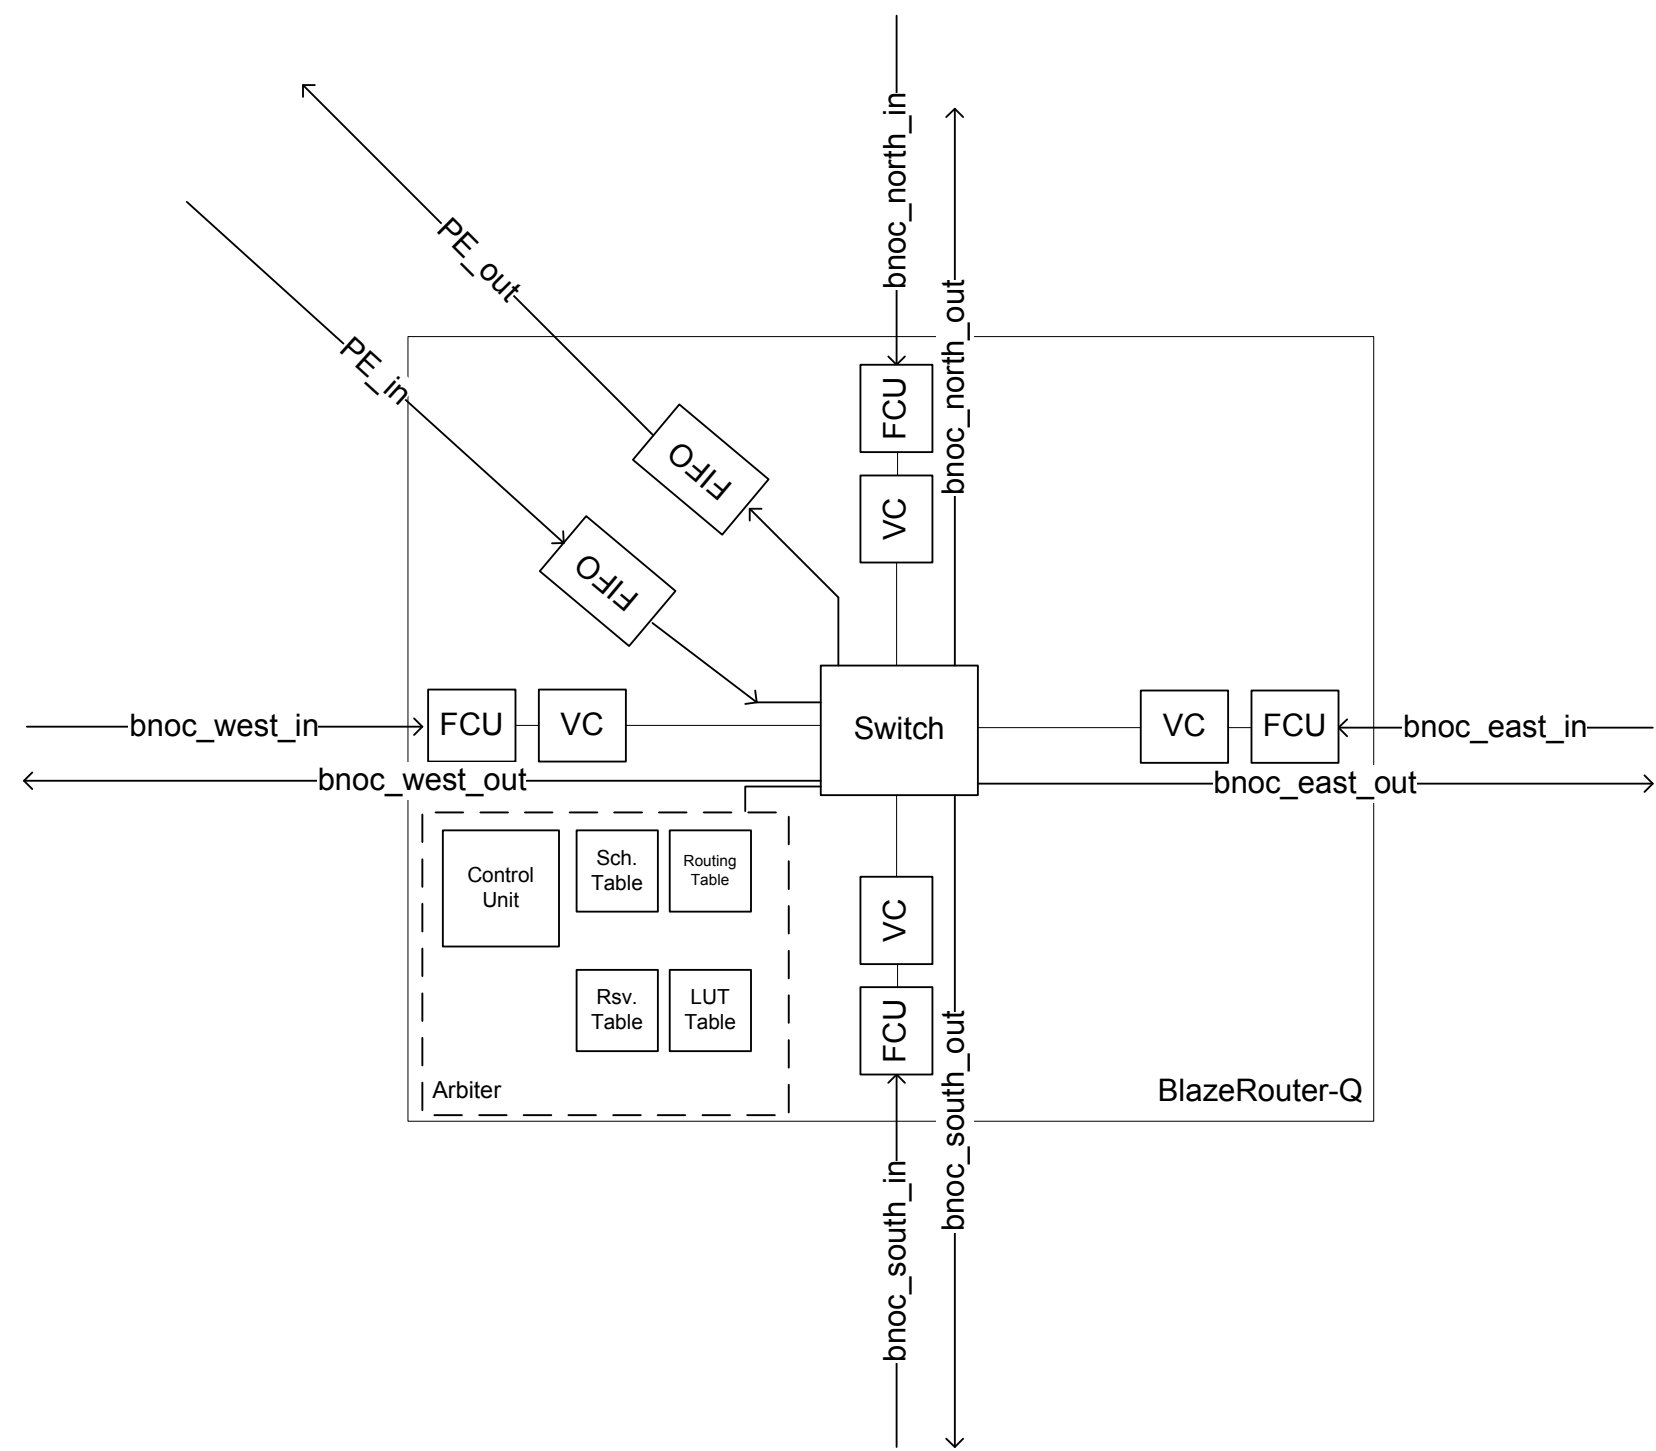 bnoc_north_in
PE_out
bnoc_north_out
PE_in
FCU
FIFO
VC
FIFO
bnoc_west_in
FCU
VC
Switch
VC
FCU
bnoc_east_in
bnoc_west_out
bnoc_east_out
Control
Unit
Sch.
Table
Routing
Table
VC
Rsv.
Table
LUT
Table
FCU
bnoc_south_out
Arbiter
BlazeRouter-Q
bnoc_south_in